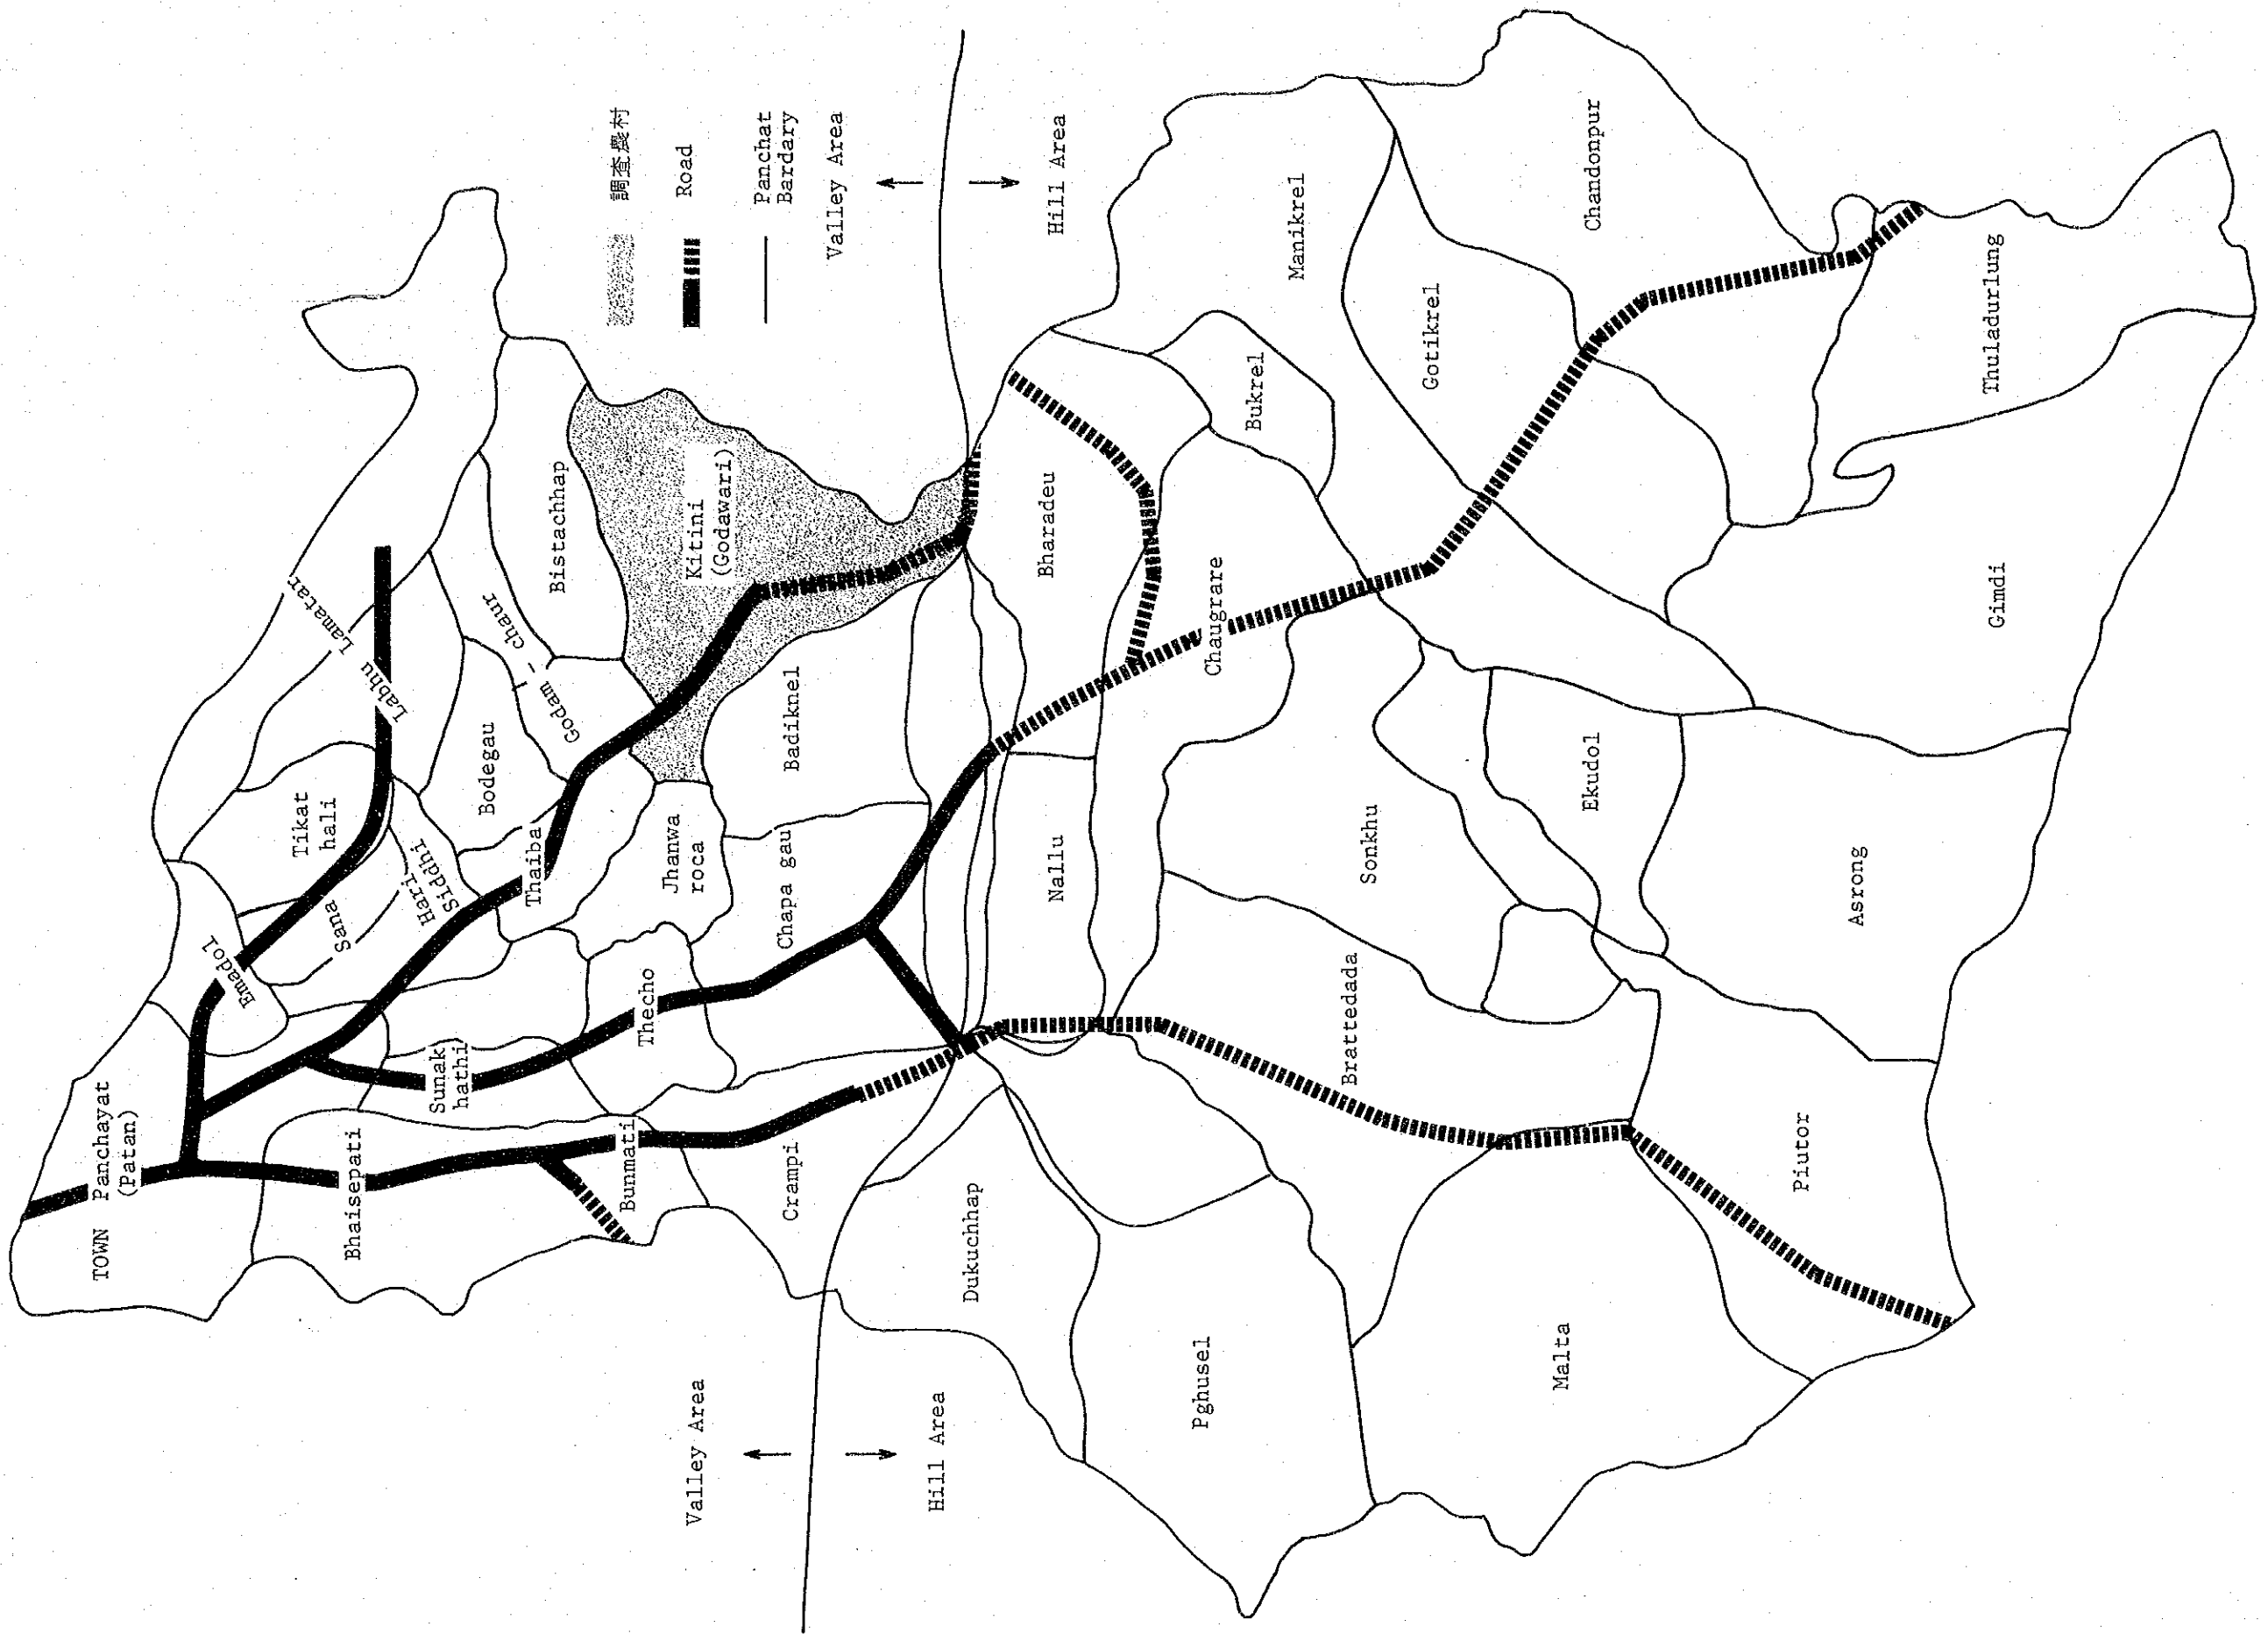 TOWN Panchayat
(Patan)
Emadol
Tikat
hali
Lamatar
Labhu
Sana
Hari
Siddhi
Bodegau
Godam - chaur
Bistachhap
Kitini
(Godawari)
Thaiba
Jhanwa
roca
Badiknel
Chapa gau
Thecho
Sunak
hathi
Bhaisepati
Bunmati
Crampi
調査農村
Road
Panchat
Bardary
Valley Area
Hill Area
Valley Area
Hill Area
Dukuchhap
Pghusel
Malta
Nallu
Bharadeu
Chaugrare
Bukrel
Manikrel
Gotikrel
Chandonpur
Thuladurlung
Gimdi
Ekudol
Sonkhu
Asrong
Brattedada
Piutor